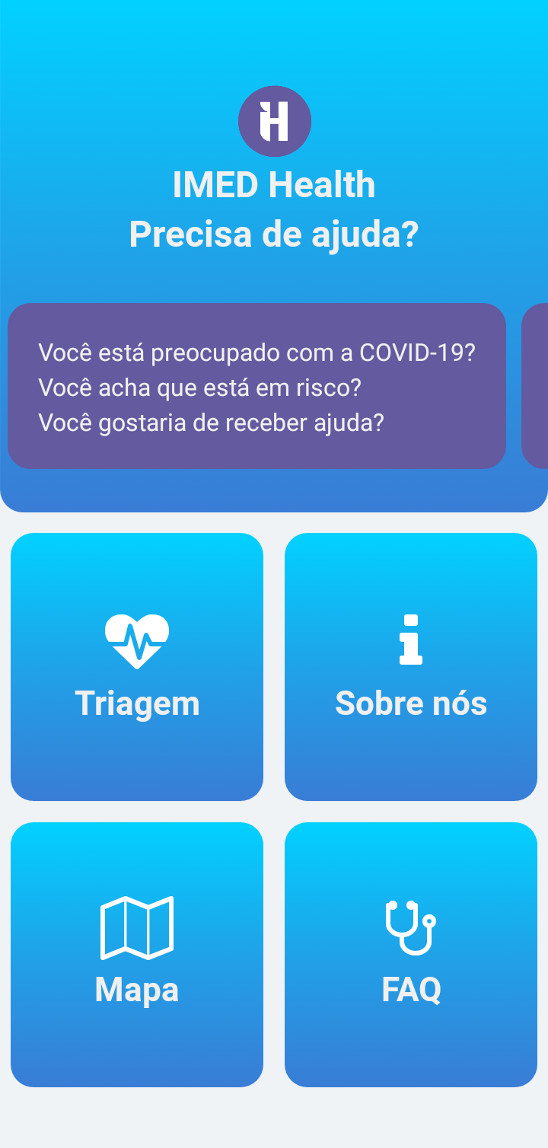 H
IMED Health
Precisa de ajuda?
Você está preocupado com a COVID-19?
Você acha que está em risco?
Você gostaria de receber ajuda?
Triagem
Sobre nós
Mapa
FAQ